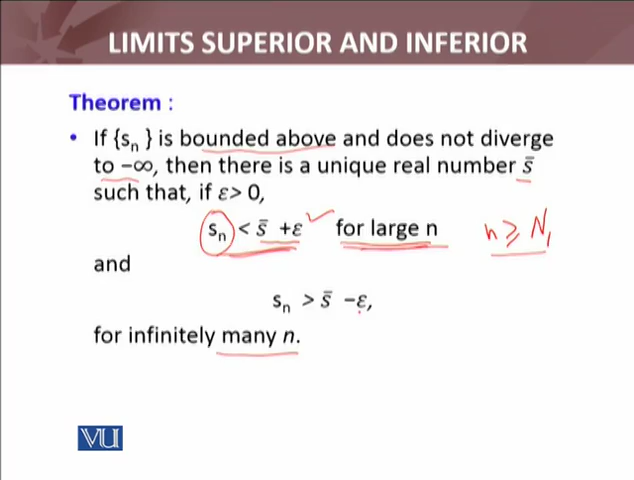 LIMITS SUPERIOR AND INFERIOR
Theorem :
• If {sₙ } is bounded above and does not diverge
to −∞, then there is a unique real number s̄
such that, if ε> 0,
sₙ < s̄ +ε for large n n ≥ N₁
and
sₙ > s̄ −ε,
for infinitely many n.
VU